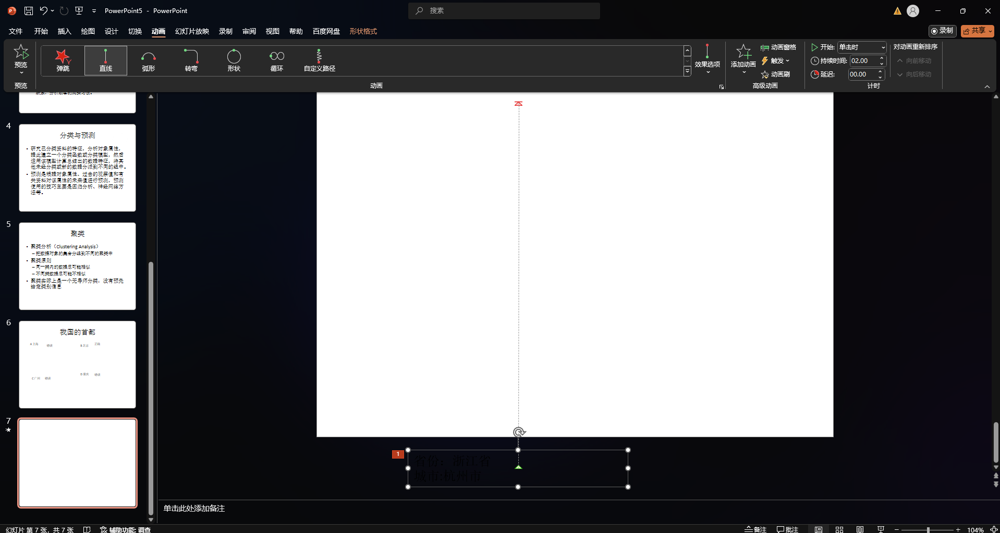 PowerPoint5 - PowerPoint
搜索
文件 开始 插入 绘图 设计 切换 动画 幻灯片放映 录制 审阅 视图 帮助 百度网盘 形状格式
录制 共享
预览
弹跳 直线 弧形 转弯 形状 循环 自定义路径
效果选项
添加动画
动画窗格
触发
动画刷
开始: 单击时
持续时间: 02.00
延迟: 00.00
对动画重新排序
向前移动
向后移动
预览 动画 高级动画 计时
4
分类与预测
• 研究已分类资料的特征，分析对象属性，
据此建立一个分类函数或分类模型，然后
运用该模型计算总结出的数据特征，将其
他未经分类或新的数据分派到不同的组中。
• 预测是根据对象属性、过去的观察值和有
关资料对该属性的未来值进行预测，预测
使用的技巧主要是回归分析、神经网络方
法等。
5
聚类
• 聚类分析（Clustering Analysis）
– 把数据对象的集合分组到不同的聚类中
• 聚类原则
– 同一类内的数据尽可能相似
– 不同类数据尽可能不相似
• 聚类实际上是一个无导师分类：没有预先
给定类别信息
6
我国的首都
A 上海 错误 B 北京 正确
C 广州 错误 D 重庆 错误
7
1
省份：浙江省
城市:杭州市
单击此处添加备注
幻灯片 第 7 张，共 7 张 辅助功能: 调查 备注 批注 104%